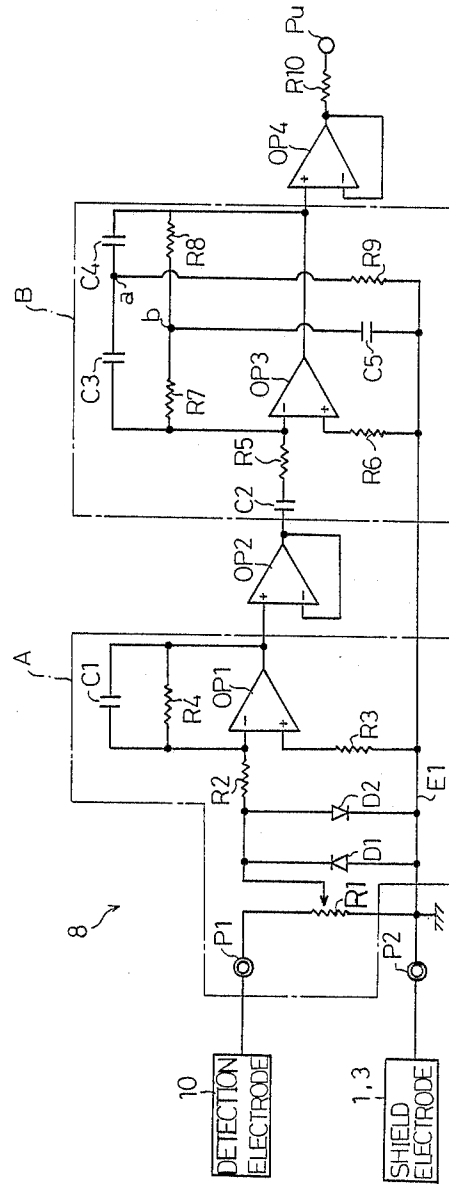 8
A
B
10
DETECTION
ELECTRODE
P1
R1
D1
D2
R2
C1
R4
OP1
-
+
R3
E1
OP2
+
-
C2
R5
C3
a
C4
R7
b
R8
OP3
-
+
R6
C5
R9
OP4
+
-
R10
Pu
1,3
SHIELD
ELECTRODE
P2